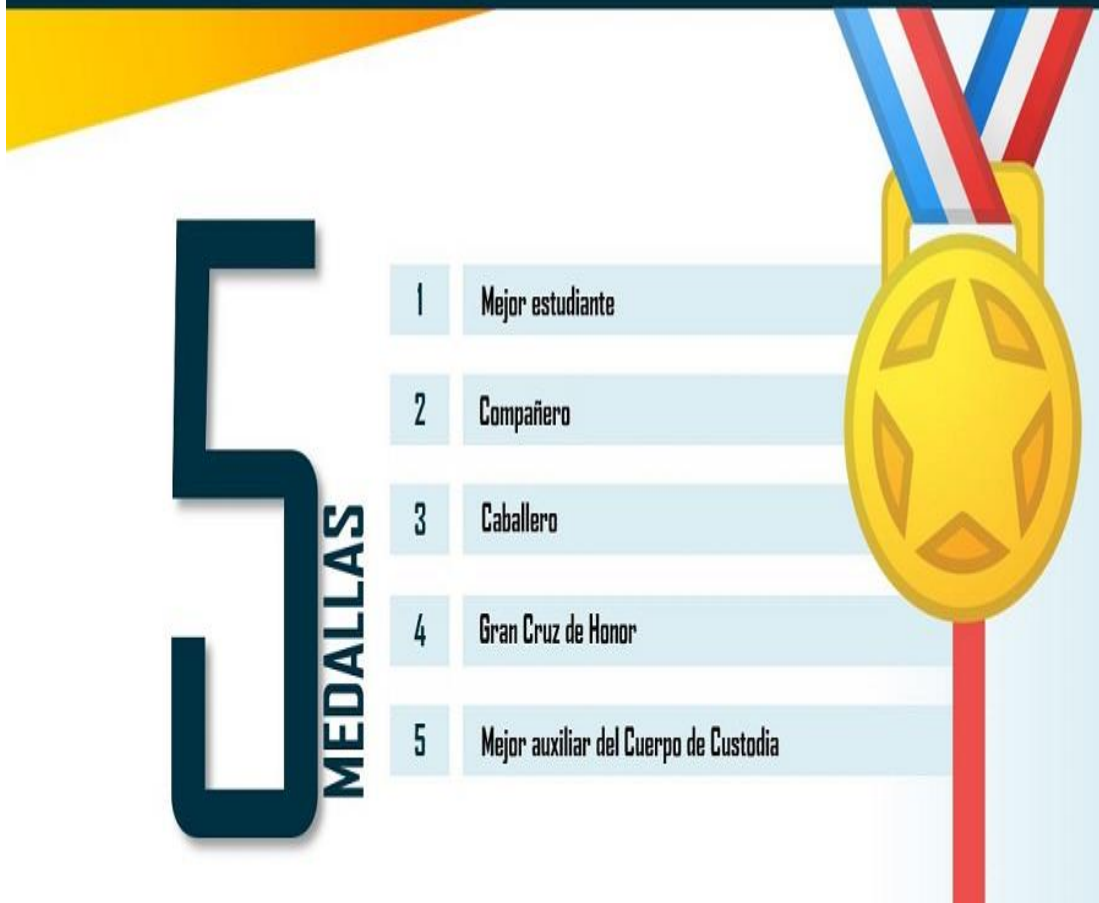 5
MEDALLAS
1 Mejor estudiante
2 Compañero
3 Caballero
4 Gran Cruz de Honor
5 Mejor auxiliar del Cuerpo de Custodia